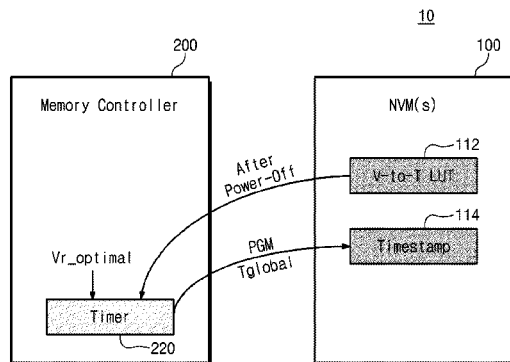 10
200
100
Memory Controller
NVM(s)
112
V-to-T LUT
After
Power-Off
114
Timestamp
PGM
Tglobal
Vr_optimal
Timer
220